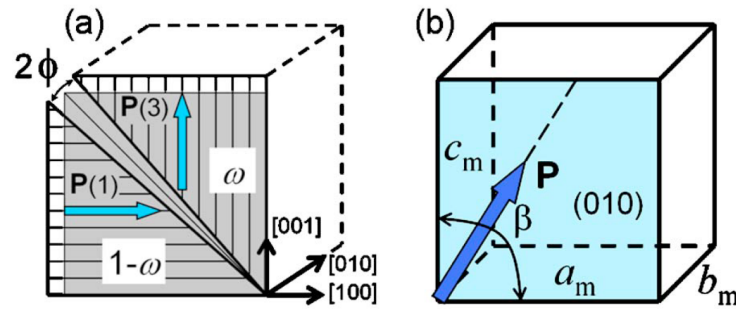 (a)
2ϕ
P(3)
P(1)
ω
1-ω
[001]
[010]
[100]
(b)
c_m
P
β
(010)
a_m
b_m